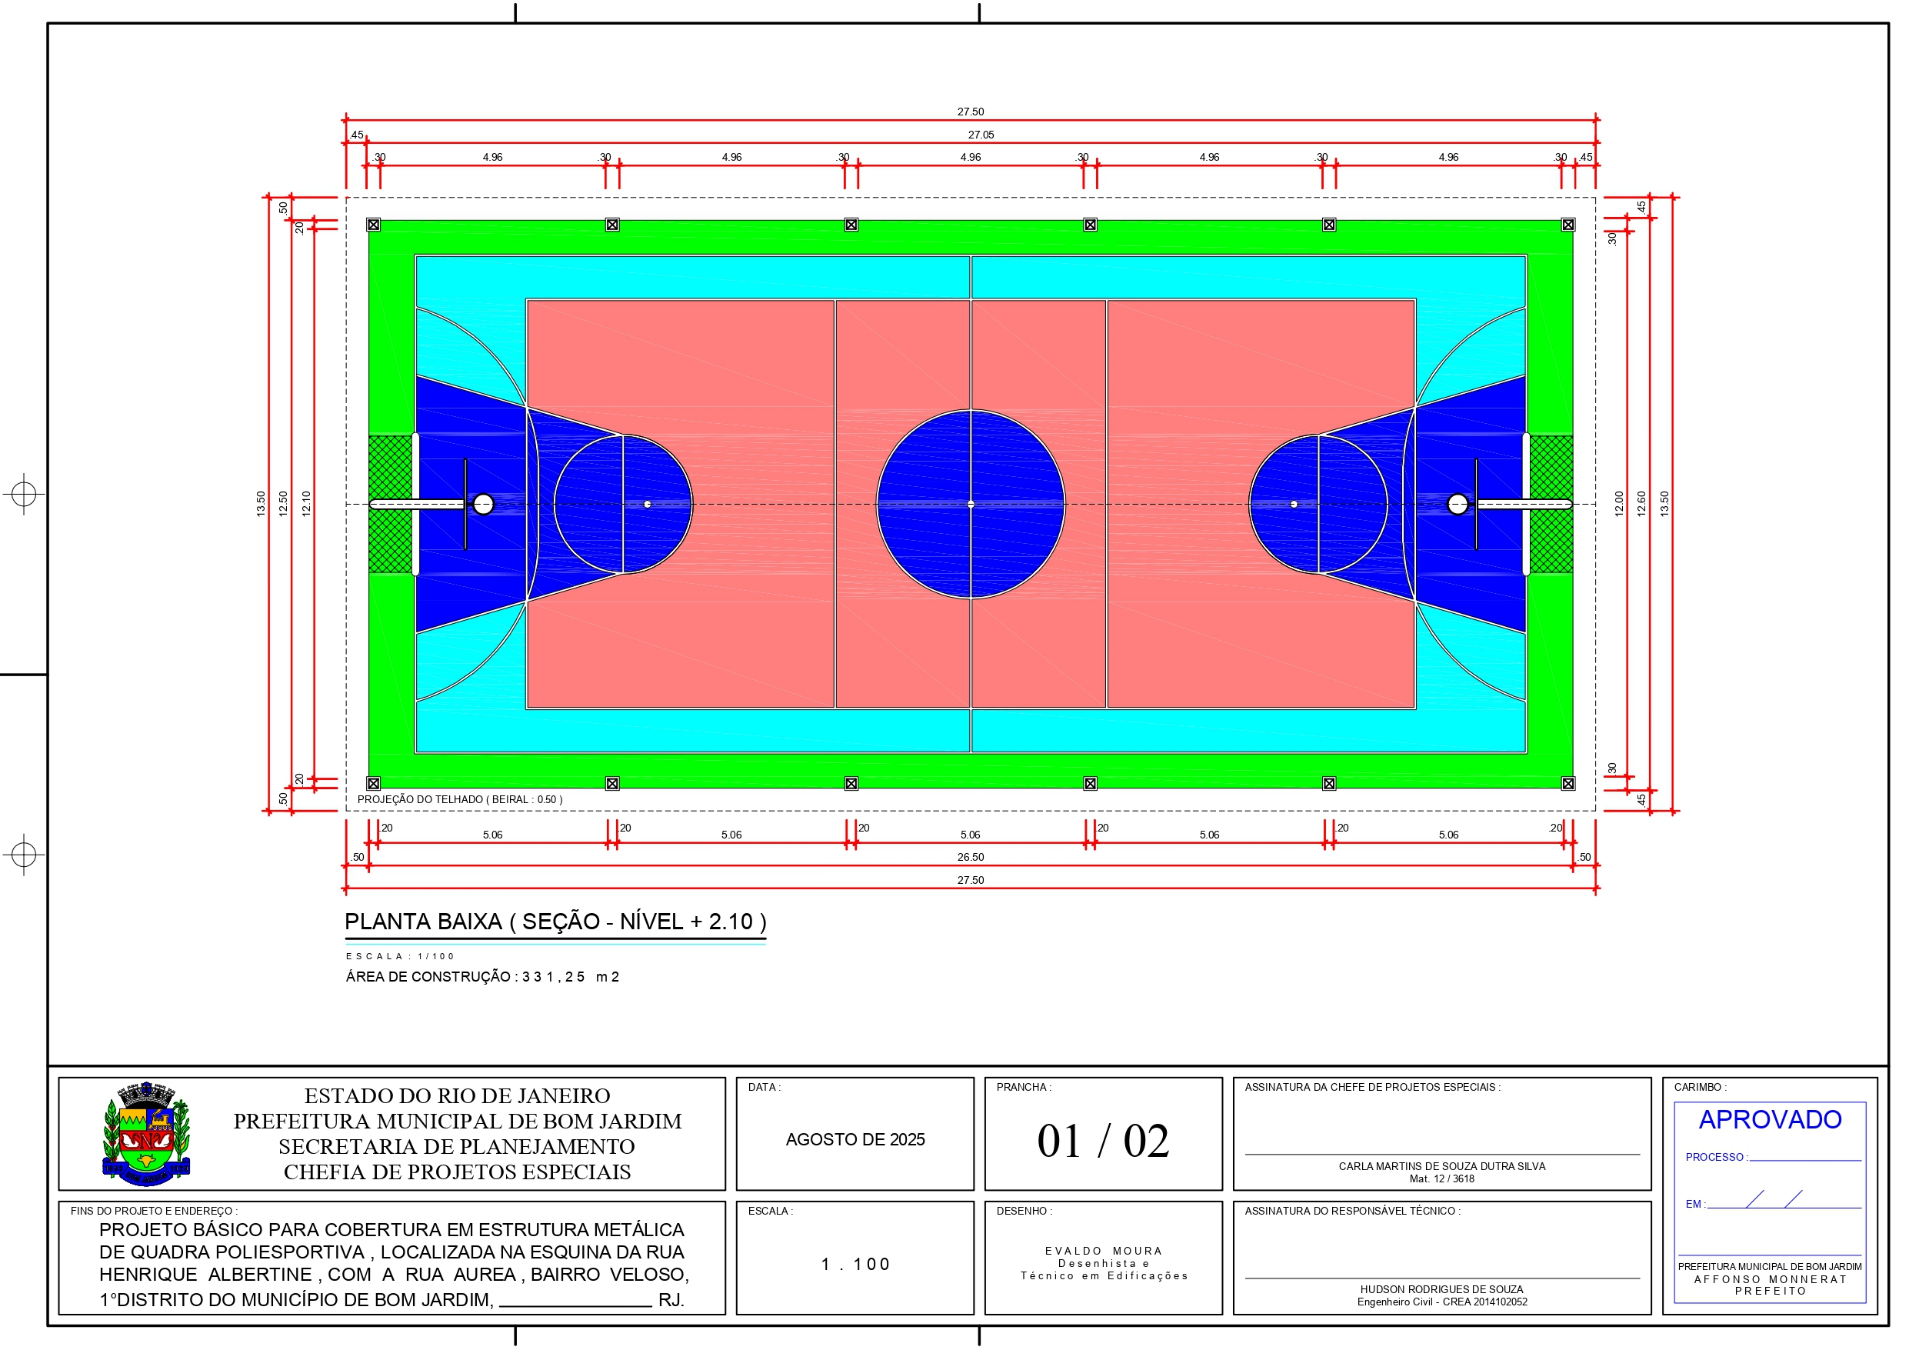 27.50
.45 27.05
.30 4.96 .30 4.96 .30 4.96 .30 4.96 .30 4.96 .30 .45
.50 .45
.20 .30
13.50 12.50 12.10 12.00 12.60 13.50
.20 .30
.50 .45
PROJEÇÃO DO TELHADO ( BEIRAL : 0.50 )
.20 5.06 .20 5.06 .20 5.06 .20 5.06 .20 5.06 .20
.50 26.50 .50
27.50
PLANTA BAIXA ( SEÇÃO - NÍVEL + 2.10 )
ESCALA : 1/100
ÁREA DE CONSTRUÇÃO : 331,25 m2
ESTADO DO RIO DE JANEIRO
PREFEITURA MUNICIPAL DE BOM JARDIM
SECRETARIA DE PLANEJAMENTO
CHEFIA DE PROJETOS ESPECIAIS
FINS DO PROJETO E ENDEREÇO :
PROJETO BÁSICO PARA COBERTURA EM ESTRUTURA METÁLICA
DE QUADRA POLIESPORTIVA , LOCALIZADA NA ESQUINA DA RUA
HENRIQUE ALBERTINE , COM A RUA AUREA , BAIRRO VELOSO,
1°DISTRITO DO MUNICÍPIO DE BOM JARDIM, ________________ RJ.
DATA :
AGOSTO DE 2025
ESCALA :
1 . 100
PRANCHA :
01 / 02
DESENHO :
EVALDO MOURA
Desenhista e
Técnico em Edificações
ASSINATURA DA CHEFE DE PROJETOS ESPECIAIS :
CARLA MARTINS DE SOUZA DUTRA SILVA
Mat. 12 / 3618
ASSINATURA DO RESPONSÁVEL TÉCNICO :
HUDSON RODRIGUES DE SOUZA
Engenheiro Civil - CREA 2014102052
CARIMBO :
APROVADO
PROCESSO :
EM : / /
PREFEITURA MUNICIPAL DE BOM JARDIM
AFFONSO MONNERAT
PREFEITO